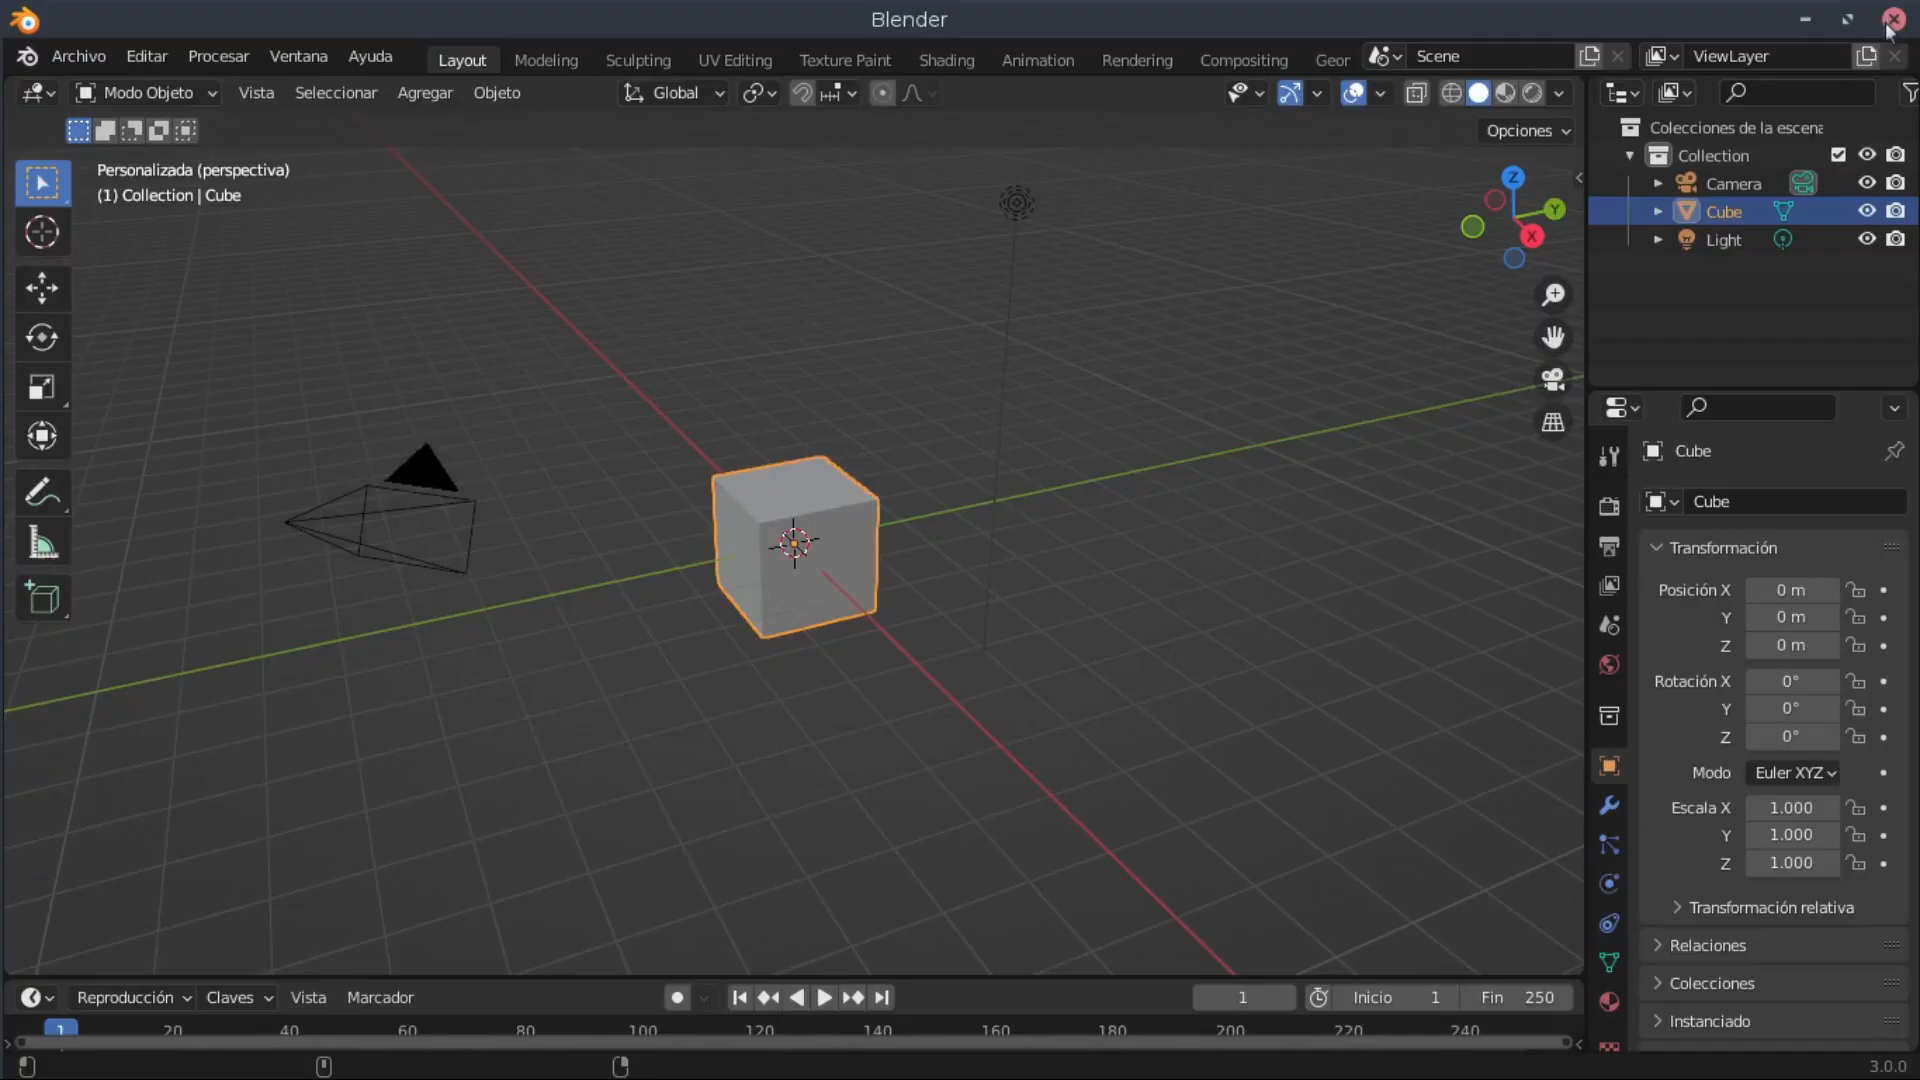 Blender
Archivo Editar Procesar Ventana Ayuda Layout Modeling Sculpting UV Editing Texture Paint Shading Animation Rendering Compositing Geor Scene ViewLayer
Modo Objeto Vista Seleccionar Agregar Objeto Global
Opciones
Personalizada (perspectiva)
(1) Collection | Cube
Z
Y
X
Colecciones de la escena
Collection
Camera
Cube
Light
Cube
Cube
Transformación
Posición X 0 m
Y 0 m
Z 0 m
Rotación X 0°
Y 0°
Z 0°
Modo Euler XYZ
Escala X 1.000
Y 1.000
Z 1.000
Transformación relativa
Relaciones
Colecciones
Instanciado
Reproducción Claves Vista Marcador 1 Inicio 1 Fin 250
1 20 40 60 80 100 120 140 160 180 200 220 240
3.0.0